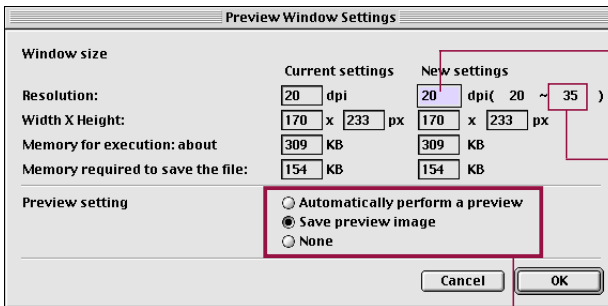 Preview Window Settings
Window size
Current settings New settings
Resolution: 20 dpi 20 dpi( 20 ~ 35 )
Width X Height: 170 x 233 px 170 x 233 px
Memory for execution: about 309 KB 309 KB
Memory required to save the file: 154 KB 154 KB
Preview setting Automatically perform a preview
Save preview image
None
Cancel OK